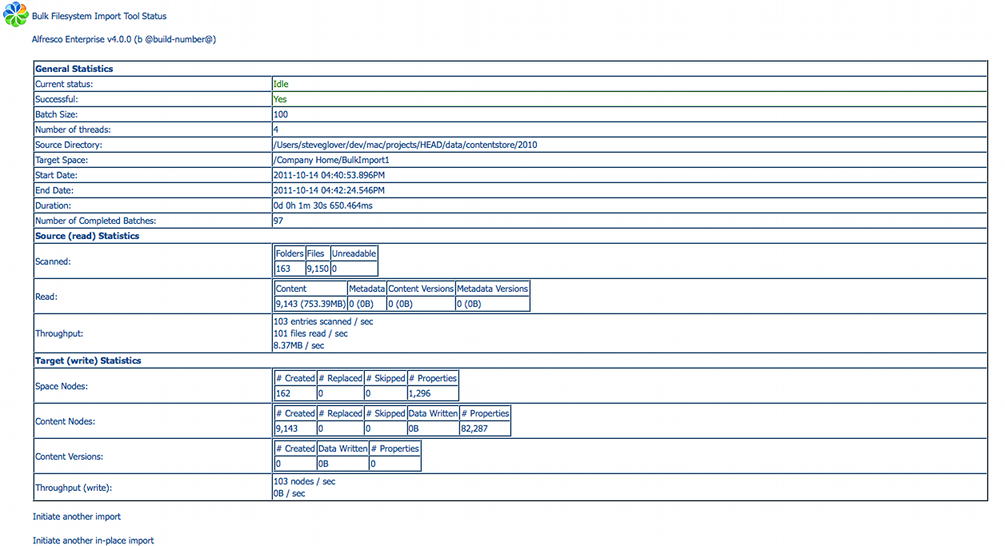 Bulk Filesystem Import Tool Status
Alfresco Enterprise v4.0.0 (b @build-number@)
General Statistics
Current status: Idle
Successful: Yes
Batch Size: 100
Number of threads: 4
Source Directory: /Users/steveglover/dev/mac/projects/HEAD/data/contentstore/2010
Target Space: /Company Home/BulkImport1
Start Date: 2011-10-14 04:40:53.896PM
End Date: 2011-10-14 04:42:24.546PM
Duration: 0d 0h 1m 30s 650.464ms
Number of Completed Batches: 97
Source (read) Statistics
Scanned:
Folders Files Unreadable
163 9,150 0
Read:
Content Metadata Content Versions Metadata Versions
9,143 (753.39MB) 0 (0B) 0 (0B) 0 (0B)
Throughput:
103 entries scanned / sec
101 files read / sec
8.37MB / sec
Target (write) Statistics
Space Nodes:
# Created # Replaced # Skipped # Properties
162 0 0 1,296
Content Nodes:
# Created # Replaced # Skipped Data Written # Properties
9,143 0 0 0B 82,287
Content Versions:
# Created Data Written # Properties
0 0B 0
Throughput (write):
103 nodes / sec
0B / sec
Initiate another import
Initiate another in-place import